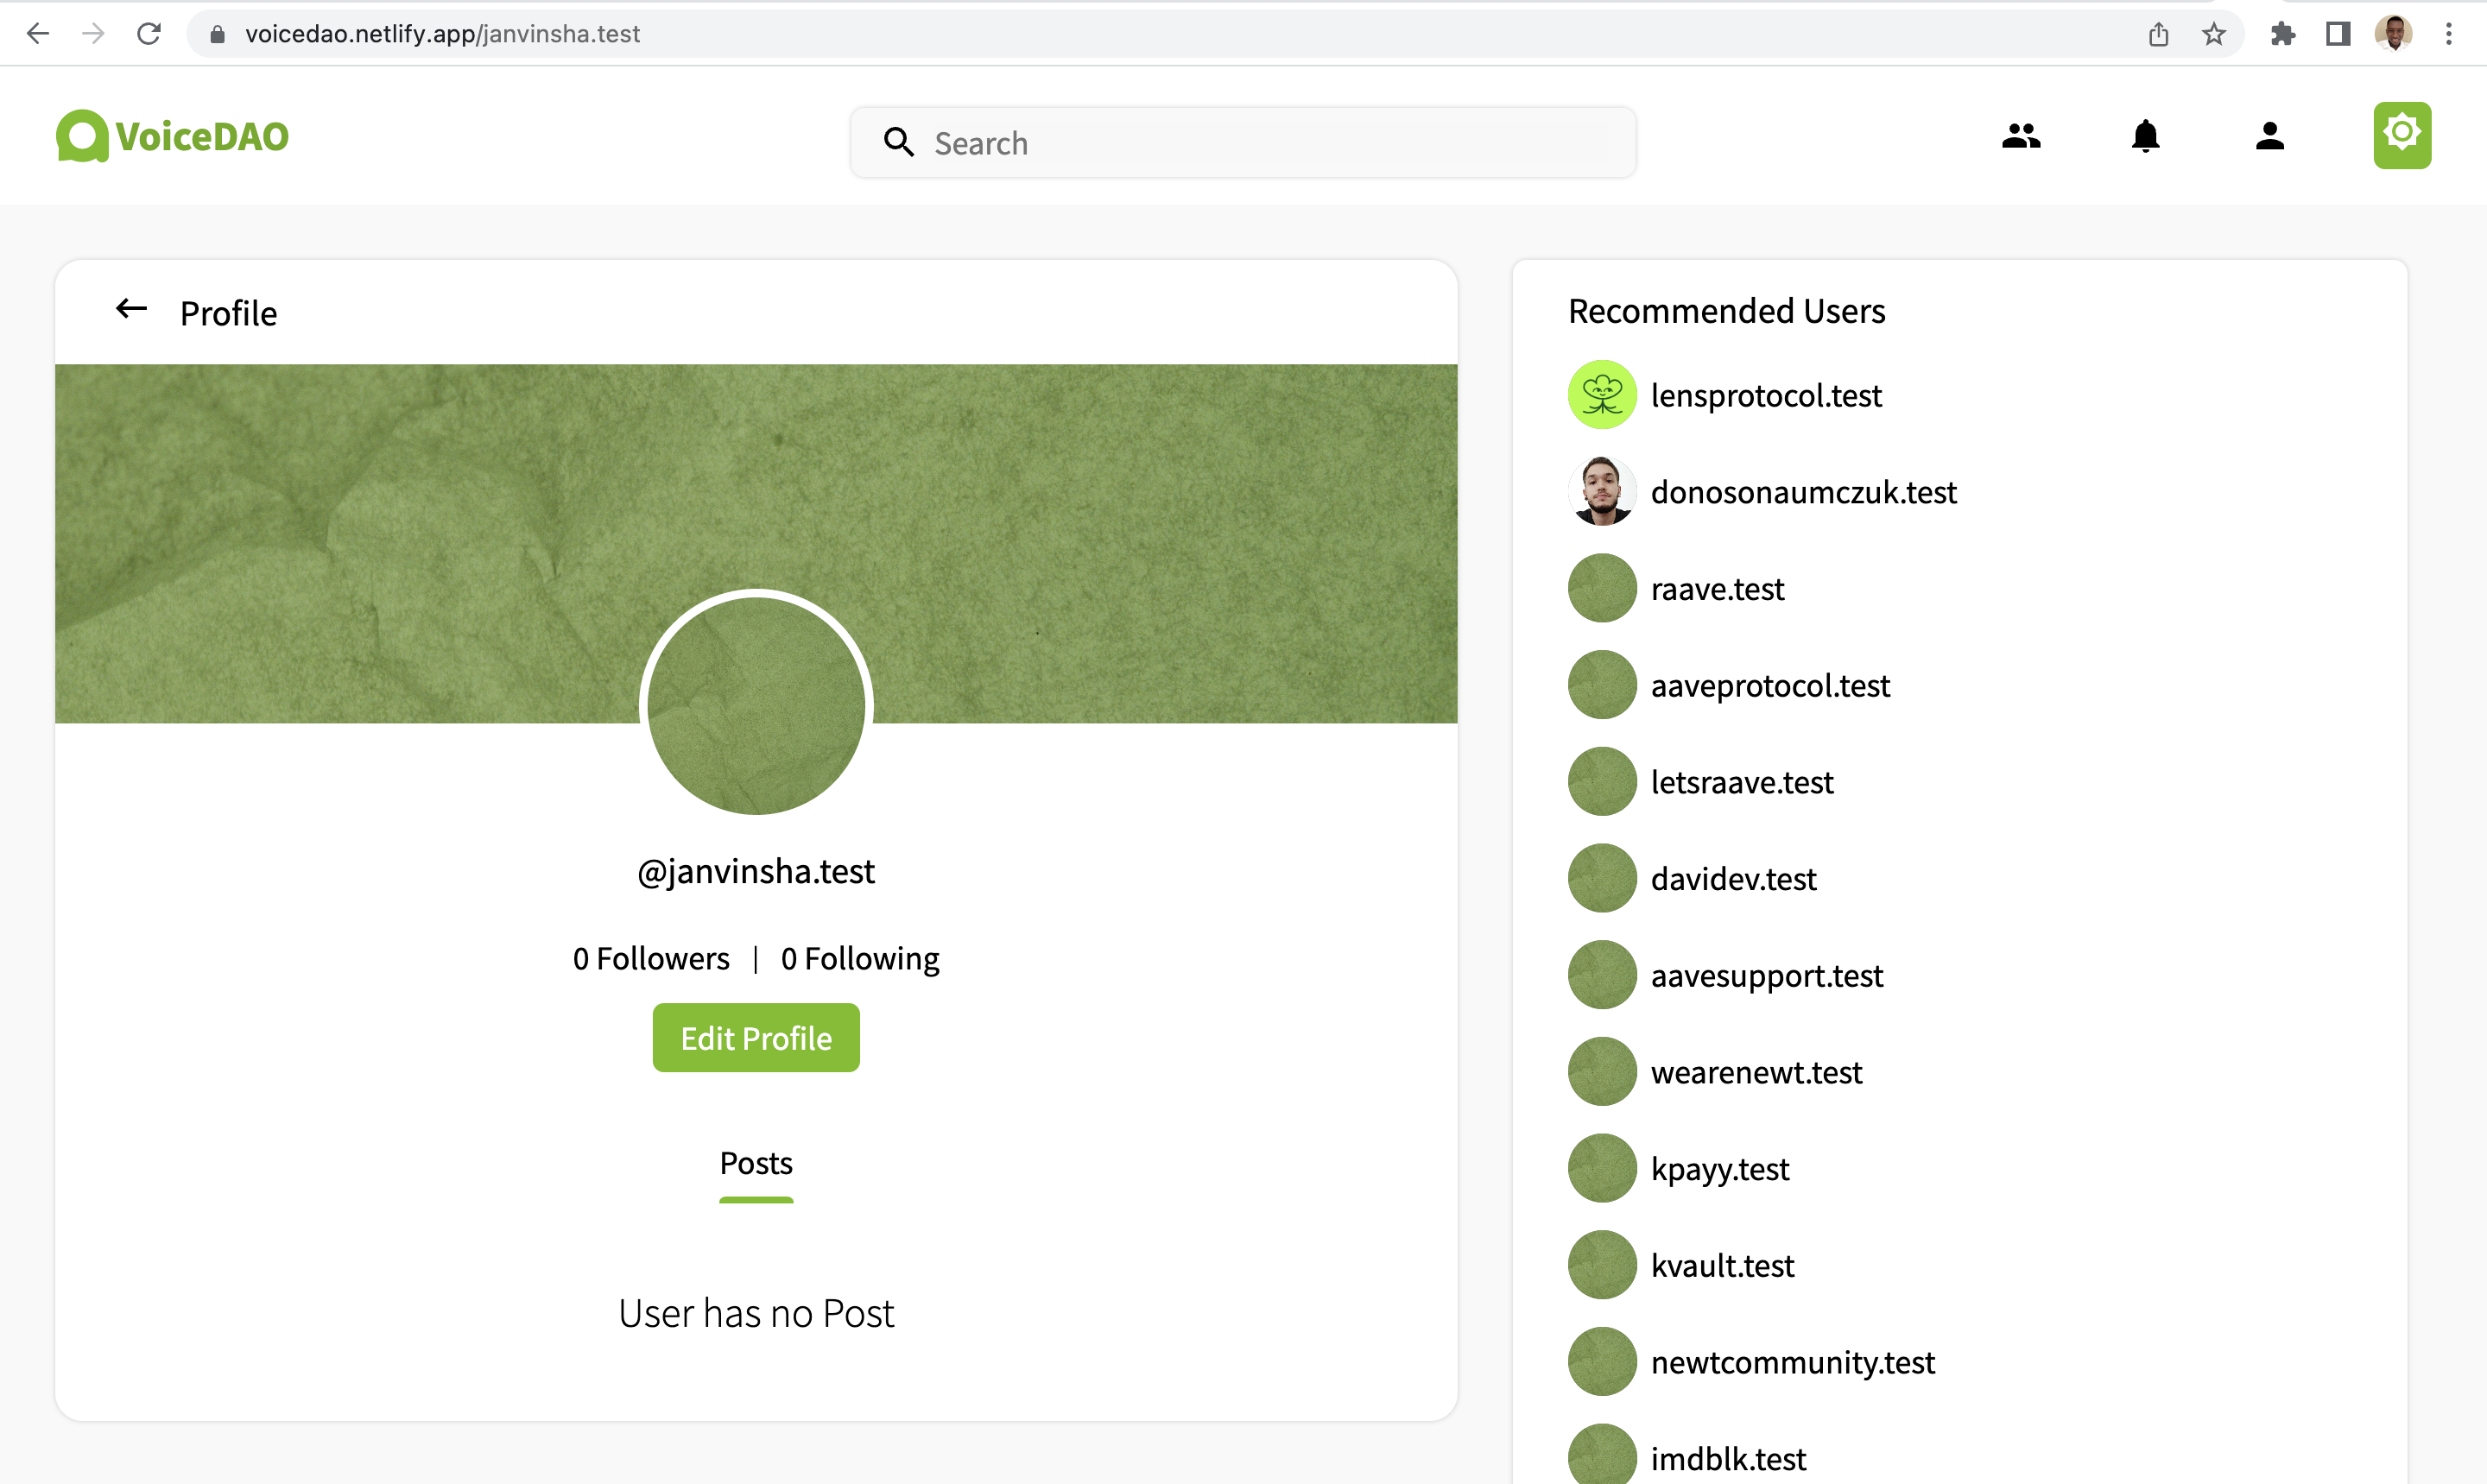 voicedao.netlify.app/janvinsha.test
VoiceDAO
Search
Profile
@janvinsha.test
0 Followers | 0 Following
Edit Profile
Posts
User has no Post
Recommended Users
lensprotocol.test
donosonaumczuk.test
raave.test
aaveprotocol.test
letsraave.test
davidev.test
aavesupport.test
wearenewt.test
kpayy.test
kvault.test
newtcommunity.test
imdblk.test